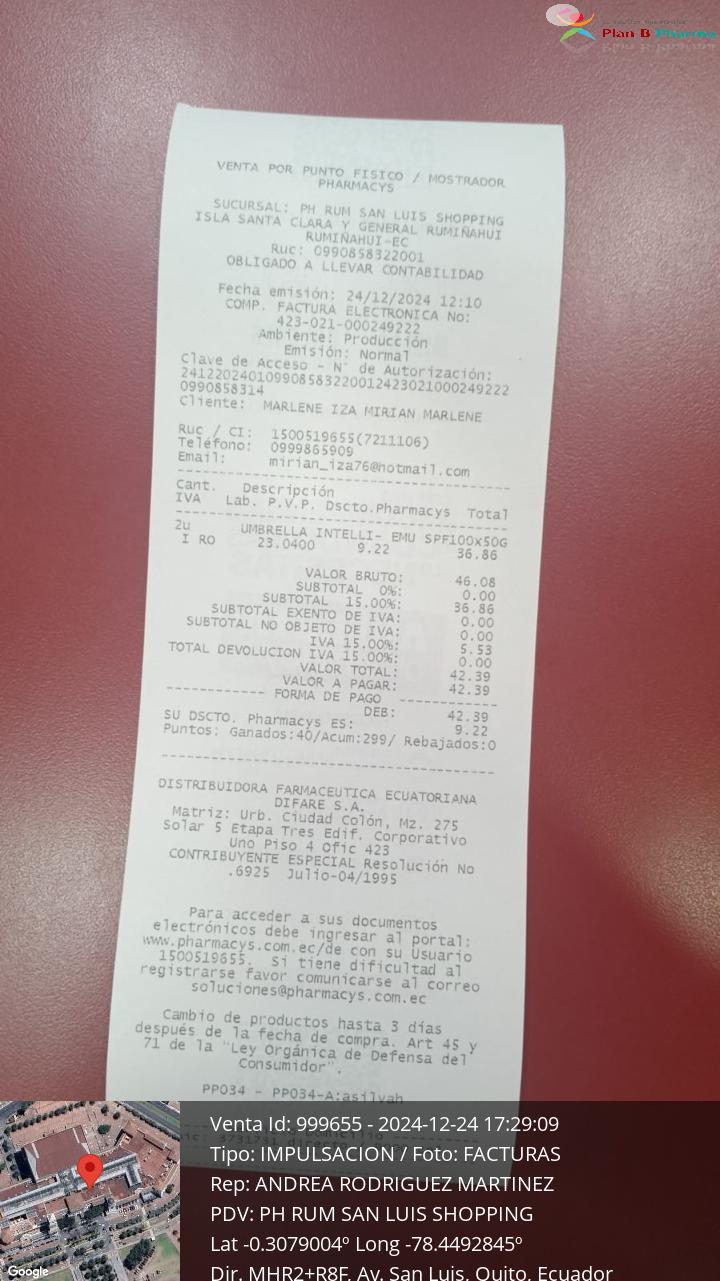 Plan B Pharma
VENTA POR PUNTO FISICO / MOSTRADOR
PHARMACYS
SUCURSAL: PH RUM SAN LUIS SHOPPING
ISLA SANTA CLARA Y GENERAL RUMIÑAHUI
RUMIÑAHUI-EC
Ruc: 0990858322001
OBLIGADO A LLEVAR CONTABILIDAD
Fecha emisión: 24/12/2024 12:10
COMP. FACTURA ELECTRONICA No:
423-021-000249222
Ambiente: Producción
Emisión: Normal
Clave de Acceso - N° de Autorización:
241220240109908583220012423021000249222
0990858314
Cliente: MARLENE IZA MIRIAN MARLENE
Ruc / CI: 1500519655(7211106)
Teléfono: 0999865909
Email: mirian_iza76@hotmail.com
Cant. Descripción
IVA Lab. P.V.P. Dscto.Pharmacys Total
2u UMBRELLA INTELLI- EMU SPF100x50G
I RO 23.0400 9.22 36.86
VALOR BRUTO: 46.08
SUBTOTAL 0%: 0.00
SUBTOTAL 15.00%: 36.86
SUBTOTAL EXENTO DE IVA: 0.00
SUBTOTAL NO OBJETO DE IVA: 0.00
IVA 15.00%: 5.53
TOTAL DEVOLUCION IVA 15.00%: 0.00
VALOR TOTAL: 42.39
VALOR A PAGAR: 42.39
------------ FORMA DE PAGO ------------
DEB: 42.39
SU DSCTO. Pharmacys ES: 9.22
Puntos: Ganados:40/Acum:299/ Rebajados:0
DISTRIBUIDORA FARMACEUTICA ECUATORIANA
DIFARE S.A.
Matriz: Urb. Ciudad Colón, Mz. 275
Solar 5 Etapa Tres Edif. Corporativo
Uno Piso 4 Ofic 423
CONTRIBUYENTE ESPECIAL Resolución No
.6925 Julio-04/1995
Para acceder a sus documentos
electrónicos debe ingresar al portal:
www.pharmacys.com.ec/de con su Usuario
1500519655. Si tiene dificultad al
registrarse favor comunicarse al correo
soluciones@pharmacys.com.ec
Cambio de productos hasta 3 días
después de la fecha de compra. Art 45 y
71 de la "Ley Orgánica de Defensa del
Consumidor".
PP034 - PP034-A:asilvah
Venta Id: 999655 - 2024-12-24 17:29:09
Tipo: IMPULSACION / Foto: FACTURAS
Rep: ANDREA RODRIGUEZ MARTINEZ
PDV: PH RUM SAN LUIS SHOPPING
Lat -0.3079004º Long -78.4492845º
Dir. MHR2+R8F, Av. San Luis, Quito, Ecuador
Google